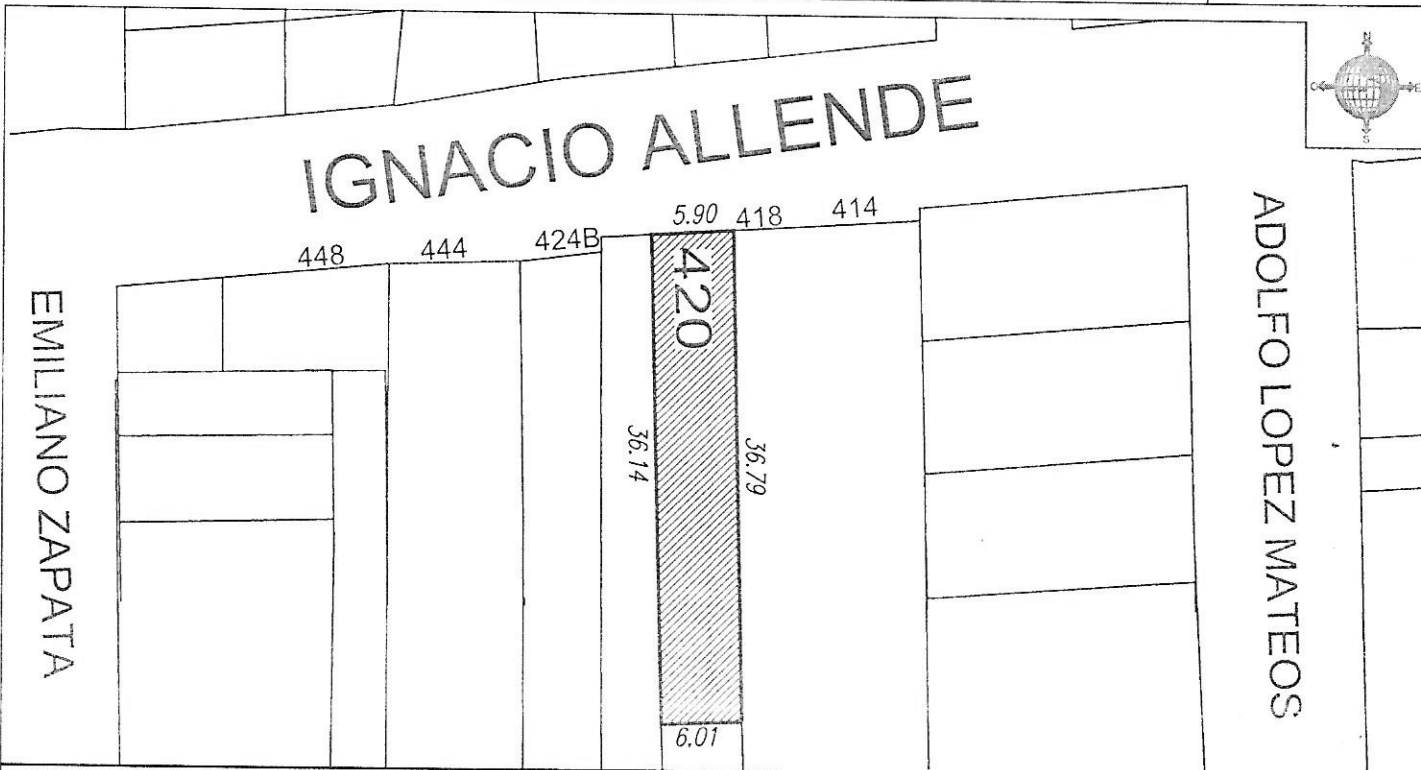 N
O E
S
IGNACIO ALLENDE
448 444 424B 5.90 418 414
420
36.14
36.79
6.01
EMILIANO ZAPATA
ADOLFO LOPEZ MATEOS